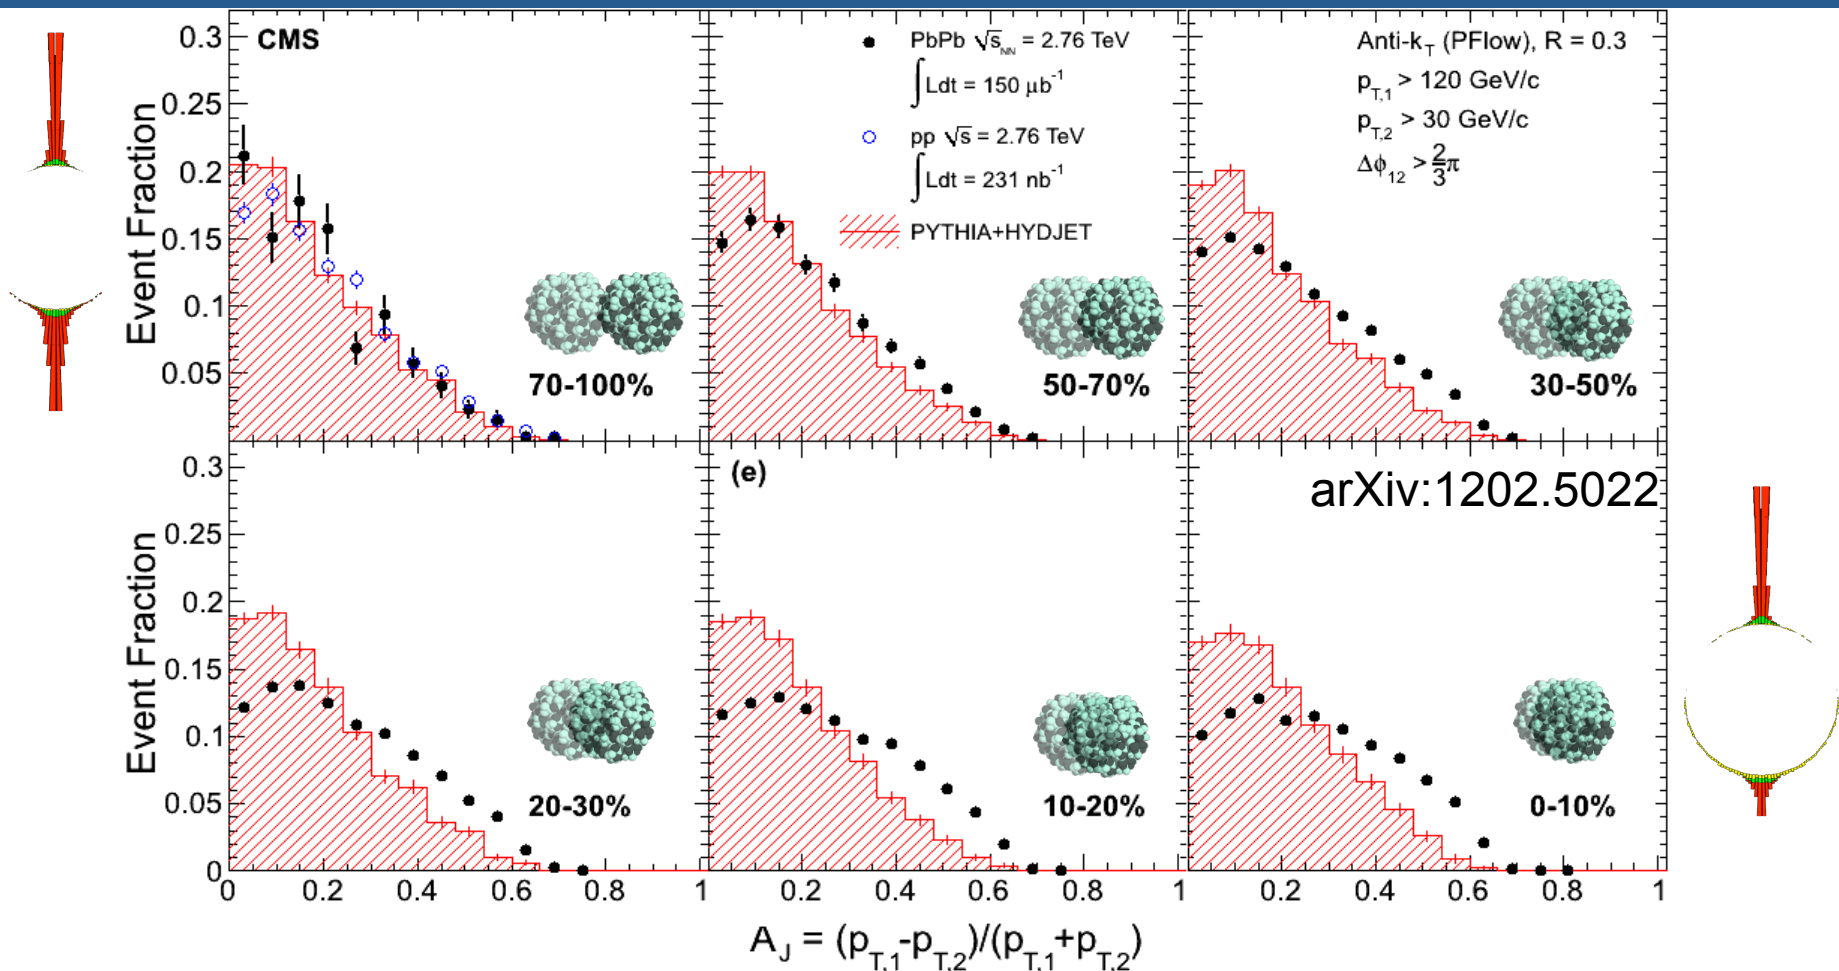 CMS
0.3
0.25
0.2
0.15
0.1
0.05
Event Fraction
70-100%
PbPb √s_NN = 2.76 TeV
∫Ldt = 150 μb⁻¹
pp √s = 2.76 TeV
∫Ldt = 231 nb⁻¹
PYTHIA+HYDJET
50-70%
Anti-k_T (PFlow), R = 0.3
p_T,1 > 120 GeV/c
p_T,2 > 30 GeV/c
Δϕ_12 > 2/3 π
30-50%
0.3
0.25
0.2
0.15
0.1
0.05
0
Event Fraction
20-30%
(e)
10-20%
arXiv:1202.5022
0-10%
0 0.2 0.4 0.6 0.8 1 0.2 0.4 0.6 0.8 1 0.2 0.4 0.6 0.8 1
A_J = (p_T,1-p_T,2)/(p_T,1+p_T,2)